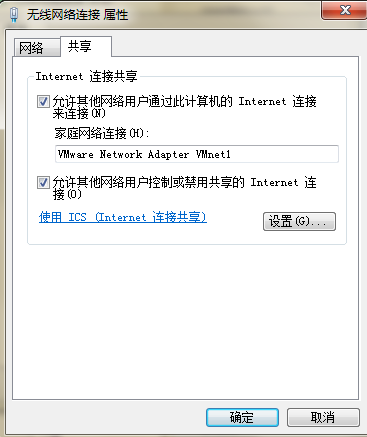 无线网络连接 属性
网络
共享
Internet 连接共享
允许其他网络用户通过此计算机的 Internet 连接
来连接(N)
家庭网络连接(H):
VMware Network Adapter VMnet1
允许其他网络用户控制或禁用共享的 Internet 连
接(O)
使用 ICS (Internet 连接共享)
设置(G)...
确定
取消